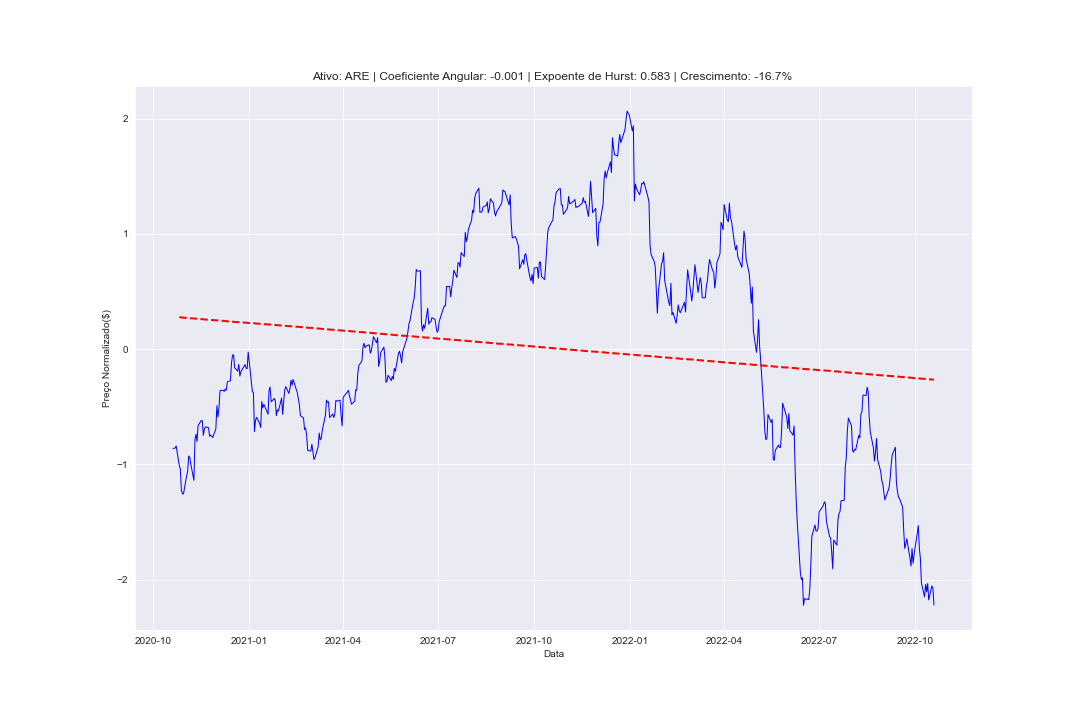 Ativo: ARE | Coeficiente Angular: -0.001 | Expoente de Hurst: 0.583 | Crescimento: -16.7%
Preço Normalizado($)
2
1
0
−1
−2
2020-10 2021-01 2021-04 2021-07 2021-10 2022-01 2022-04 2022-07 2022-10
Data